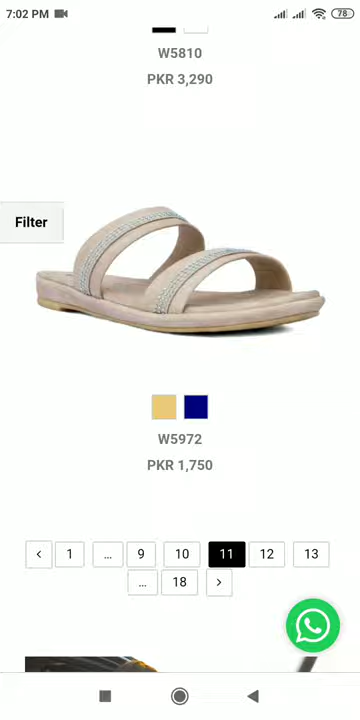 7:02 PM 78
W5810
PKR 3,290
Filter
W5972
PKR 1,750
1 ... 9 10 11 12 13
... 18